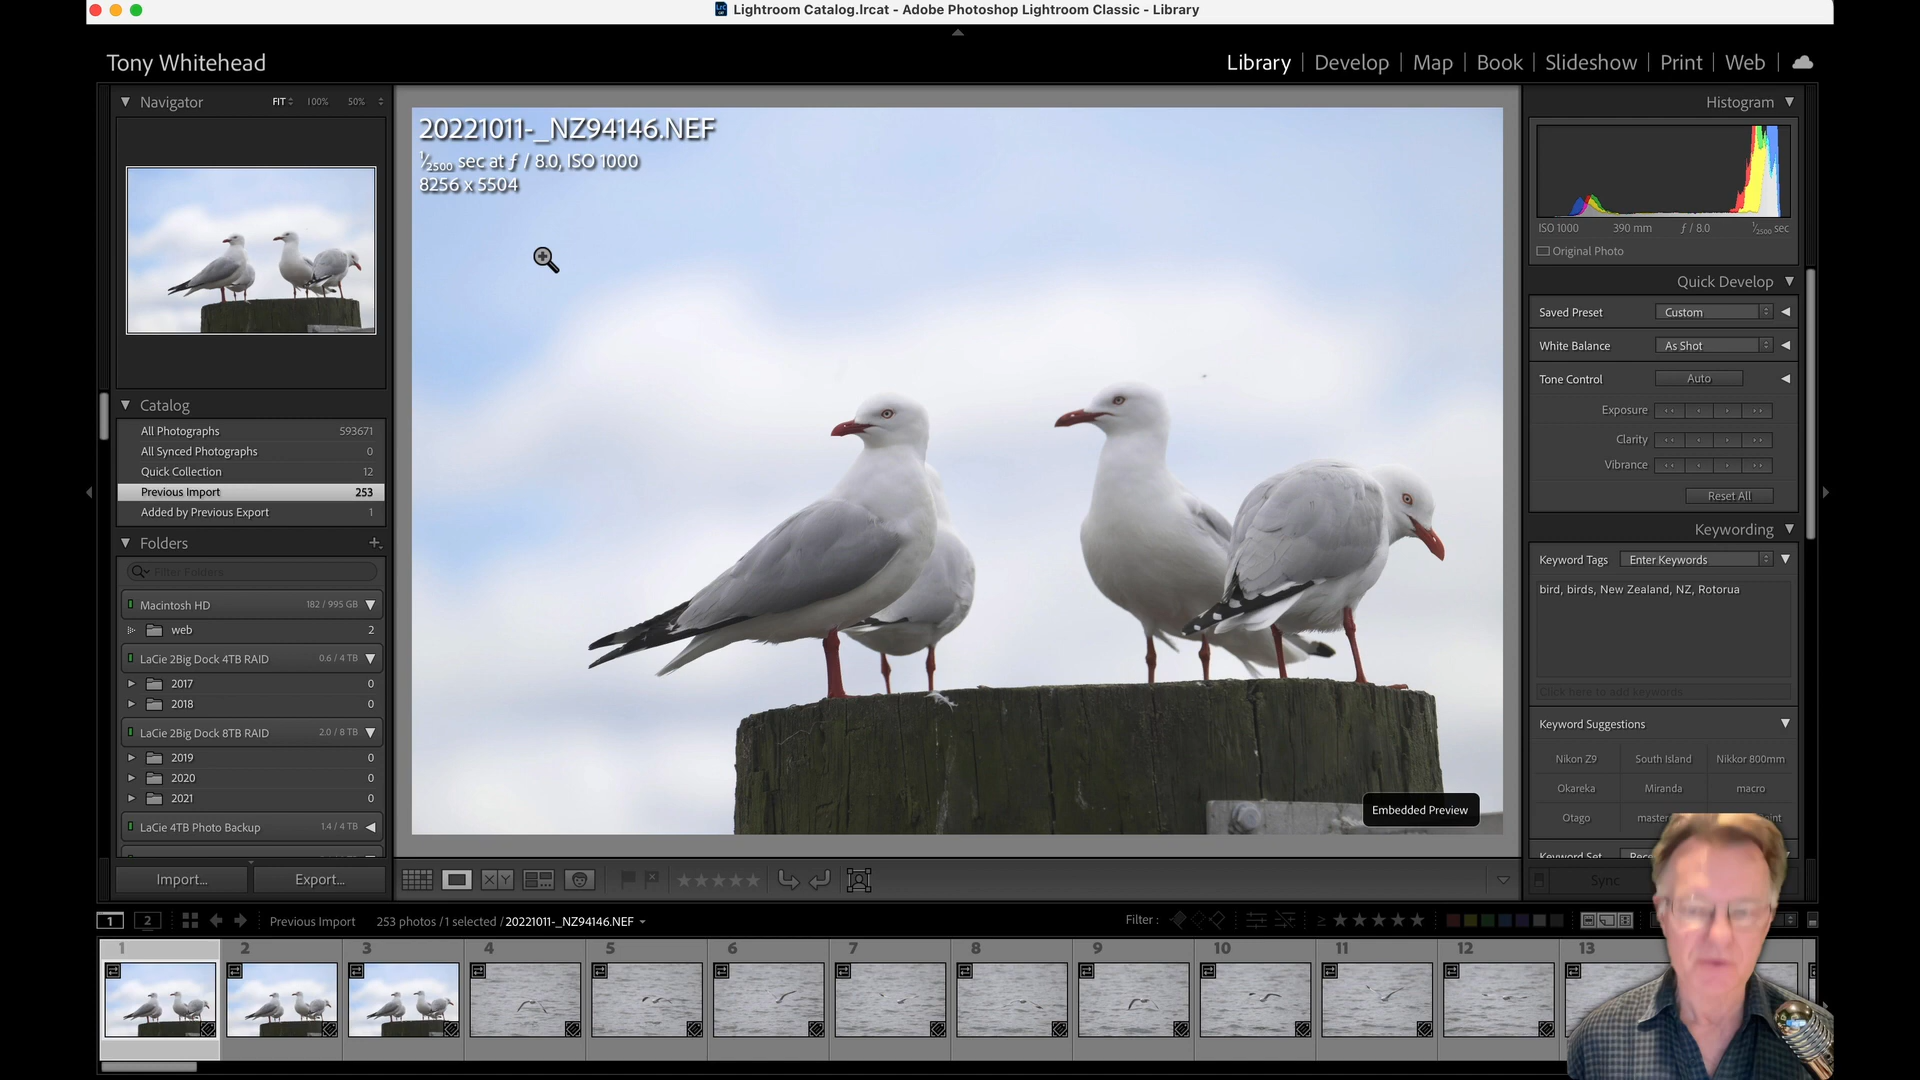 Lightroom Catalog.lrcat - Adobe Photoshop Lightroom Classic - Library
Tony Whitehead
Library | Develop | Map | Book | Slideshow | Print | Web
Navigator FIT 100% 50%
20221011-_NZ94146.NEF
1/2500 sec at ƒ / 8.0, ISO 1000
8256 x 5504
Histogram
ISO 1000 390 mm ƒ / 8.0 1/2500 sec
Original Photo
Quick Develop
Saved Preset Custom
White Balance As Shot
Tone Control Auto
Exposure
Clarity
Vibrance
Reset All
Keywording
Keyword Tags Enter Keywords
bird, birds, New Zealand, NZ, Rotorua
Click here to add keywords
Keyword Suggestions
Nikon Z9 South Island Nikkor 800mm
Okareka Miranda macro
Otago
Keyword Set
Sync
Catalog
All Photographs 593671
All Synced Photographs 0
Quick Collection 12
Previous Import 253
Added by Previous Export 1
Folders
Filter Folders
Macintosh HD 182 / 995 GB
web 2
LaCie 2Big Dock 4TB RAID 0.6 / 4 TB
2017 0
2018 0
LaCie 2Big Dock 8TB RAID 2.0 / 8 TB
2019 0
2020 0
2021 0
LaCie 4TB Photo Backup 1.4 / 4 TB
Import... Export...
Embedded Preview
X Y
1 2 Previous Import 253 photos / 1 selected / 20221011-_NZ94146.NEF Filter :
1 2 3 4 5 6 7 8 9 10 11 12 13